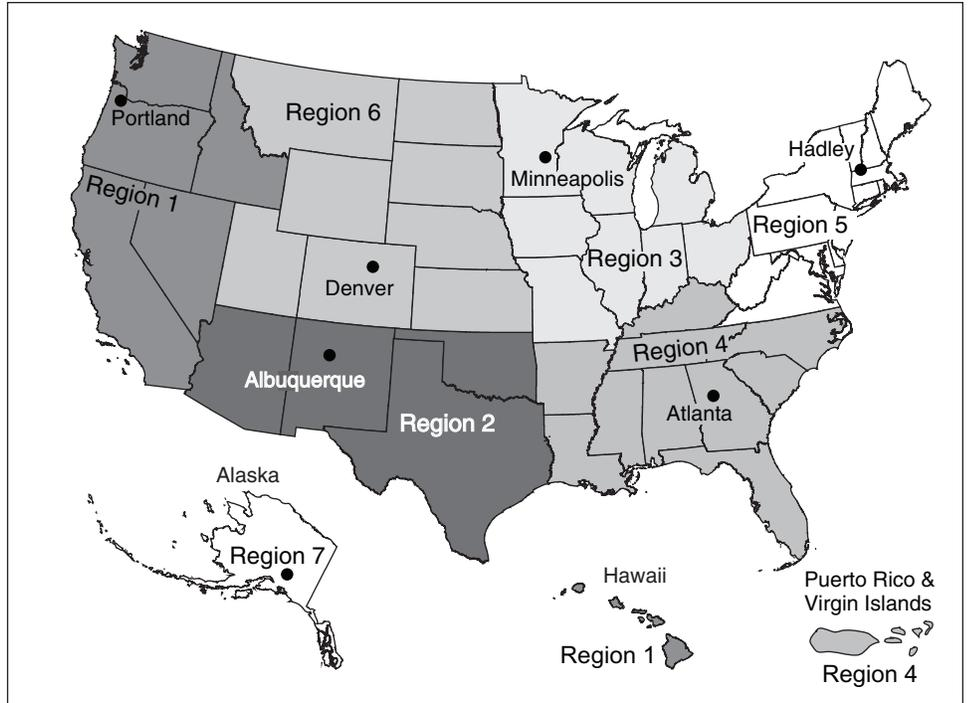 Region 6
Portland
Hadley
Minneapolis
Region 1
Region 5
Region 3
Denver
Region 4
Albuquerque
Atlanta
Region 2
Alaska
Region 7
Hawaii
Puerto Rico &
Virgin Islands
Region 1
Region 4